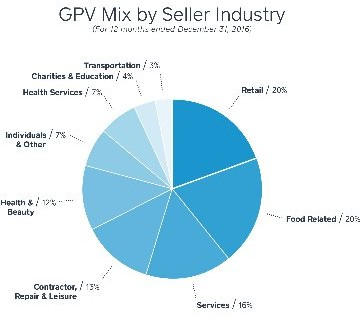 GPV Mix by Seller Industry
(For 12 months ended December 31, 2016)
Transportation / 3%
Charities & Education / 4%
Health Services / 7%
Retail / 20%
Individuals / 7%
& Other
Health & / 12%
Beauty
Food Related / 20%
Contractor, / 13%
Repair & Leisure
Services / 16%